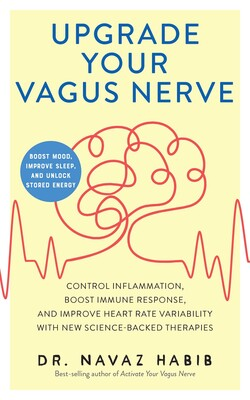 UPGRADE
YOUR
VAGUS NERVE
BOOST MOOD,
IMPROVE SLEEP,
AND UNLOCK
STORED ENERGY
CONTROL INFLAMMATION,
BOOST IMMUNE RESPONSE,
AND IMPROVE HEART RATE VARIABILITY
WITH NEW SCIENCE-BACKED THERAPIES
DR. NAVAZ HABIB
Best-selling author of Activate Your Vagus Nerve